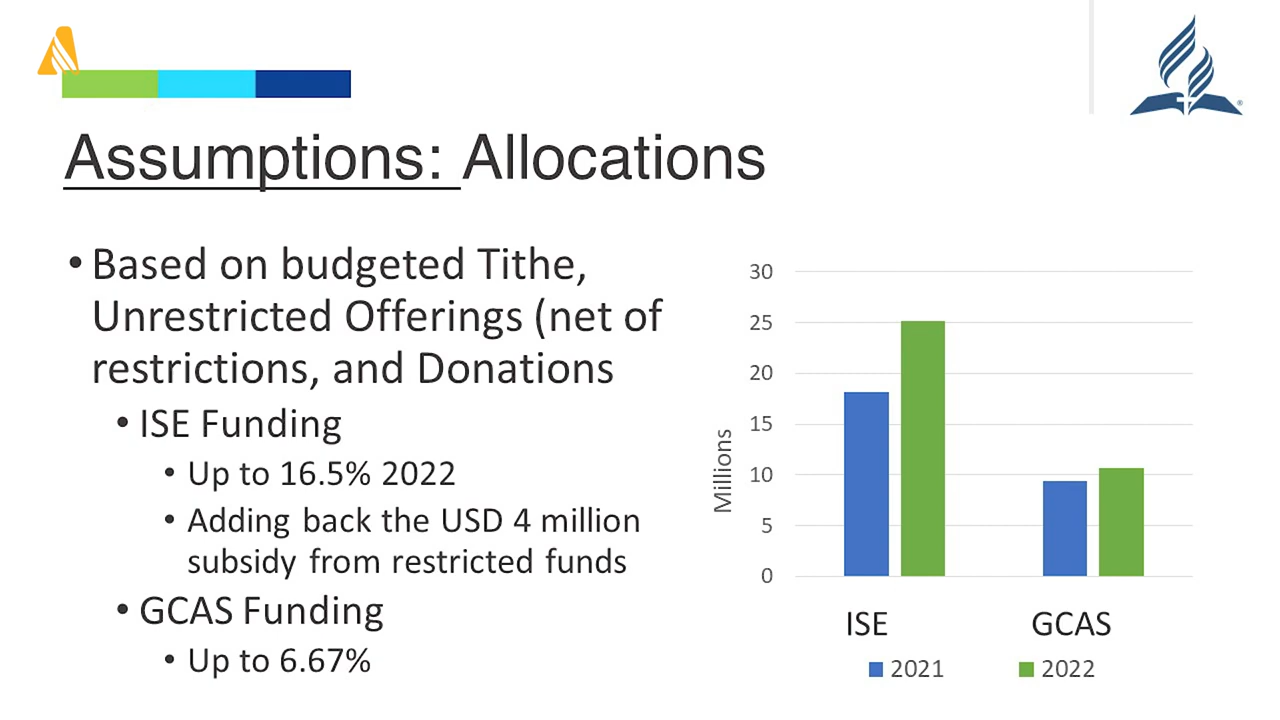 Assumptions: Allocations
• Based on budgeted Tithe,
Unrestricted Offerings (net of
restrictions, and Donations
• ISE Funding
• Up to 16.5% 2022
• Adding back the USD 4 million
subsidy from restricted funds
• GCAS Funding
• Up to 6.67%
Millions
30
25
20
15
10
5
0
ISE GCAS
2021 2022
®